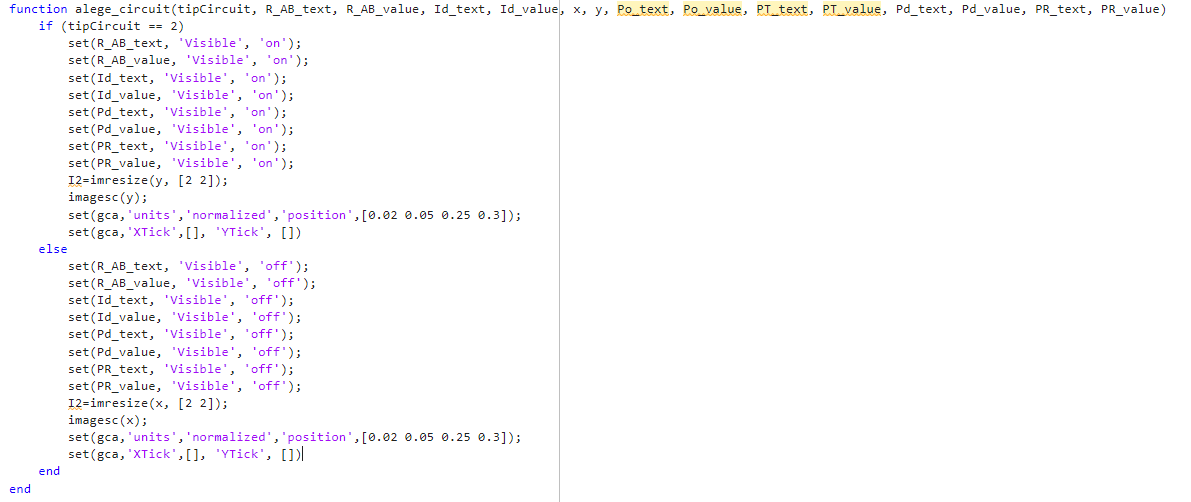 function alege_circuit(tipCircuit, R_AB_text, R_AB_value, Id_text, Id_value, x, y, Po_text, Po_value, PT_text, PT_value, Pd_text, Pd_value, PR_text, PR_value)
    if (tipCircuit == 2)
        set(R_AB_text, 'Visible', 'on');
        set(R_AB_value, 'Visible', 'on');
        set(Id_text, 'Visible', 'on');
        set(Id_value, 'Visible', 'on');
        set(Pd_text, 'Visible', 'on');
        set(Pd_value, 'Visible', 'on');
        set(PR_text, 'Visible', 'on');
        set(PR_value, 'Visible', 'on');
        I2=imresize(y, [2 2]);
        imagesc(y);
        set(gca,'units','normalized','position',[0.02 0.05 0.25 0.3]);
        set(gca,'XTick',[], 'YTick', [])
    else
        set(R_AB_text, 'Visible', 'off');
        set(R_AB_value, 'Visible', 'off');
        set(Id_text, 'Visible', 'off');
        set(Id_value, 'Visible', 'off');
        set(Pd_text, 'Visible', 'off');
        set(Pd_value, 'Visible', 'off');
        set(PR_text, 'Visible', 'off');
        set(PR_value, 'Visible', 'off');
        I2=imresize(x, [2 2]);
        imagesc(x);
        set(gca,'units','normalized','position',[0.02 0.05 0.25 0.3]);
        set(gca,'XTick',[], 'YTick', [])
    end
end